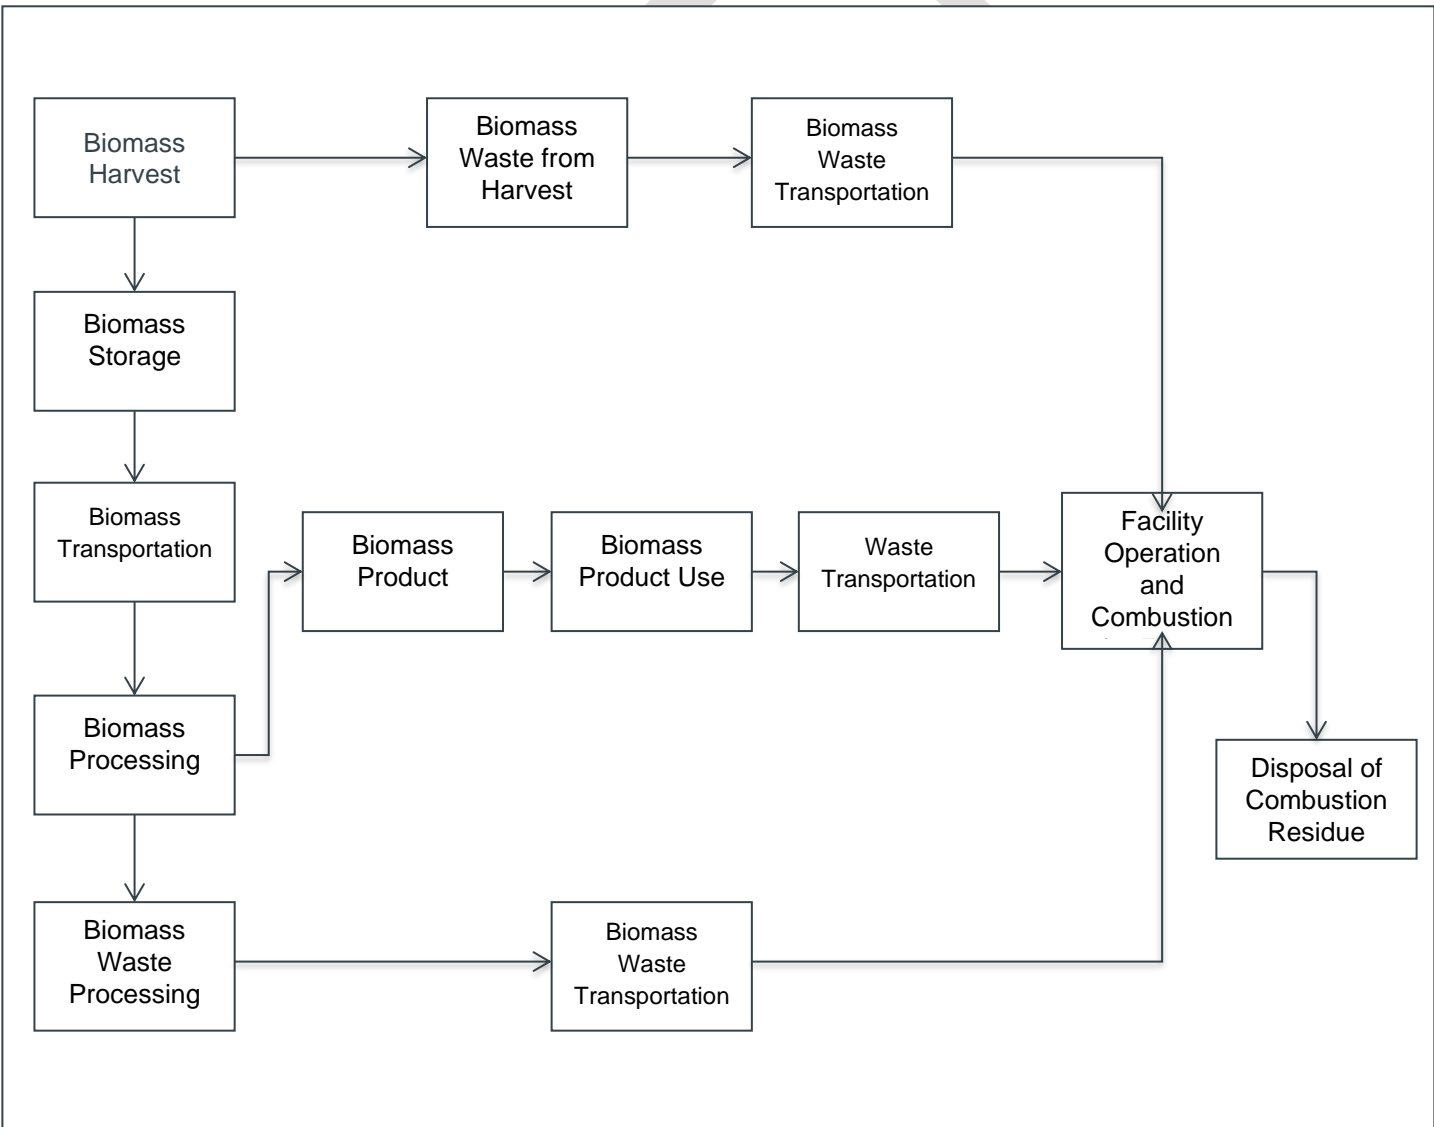 Biomass
Harvest
Biomass
Waste from
Harvest
Biomass
Waste
Transportation
Biomass
Storage
Biomass
Transportation
Biomass
Product
Biomass
Product Use
Waste
Transportation
Facility
Operation
and
Combustion
Biomass
Processing
Disposal of
Combustion
Residue
Biomass
Waste
Processing
Biomass
Waste
Transportation